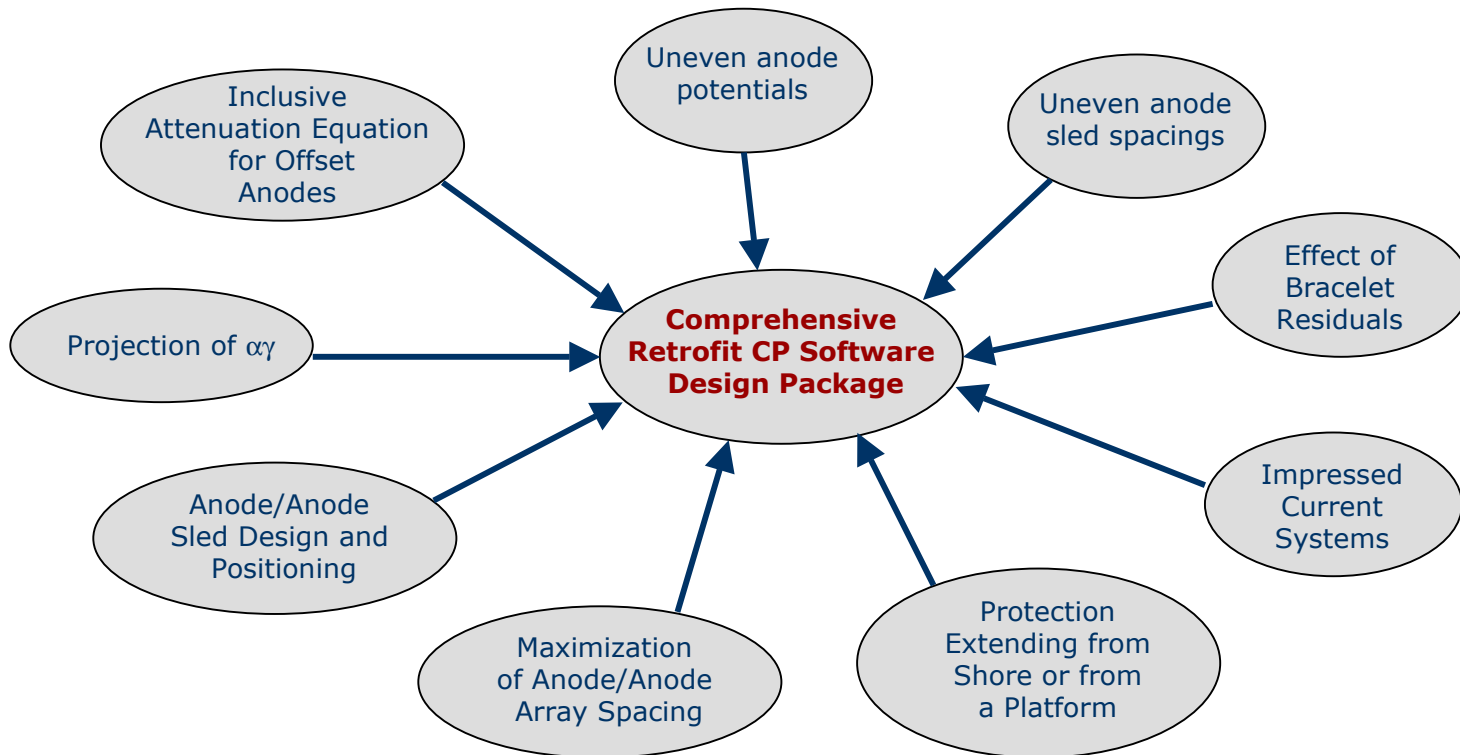 Uneven anode
potentials
Inclusive
Attenuation Equation
for Offset
Anodes
Uneven anode
sled spacings
Effect of
Bracelet
Residuals
Comprehensive
Retrofit CP Software
Design Package
Projection of αγ
Impressed
Current
Systems
Anode/Anode
Sled Design and
Positioning
Protection
Extending from
Shore or from
a Platform
Maximization
of Anode/Anode
Array Spacing